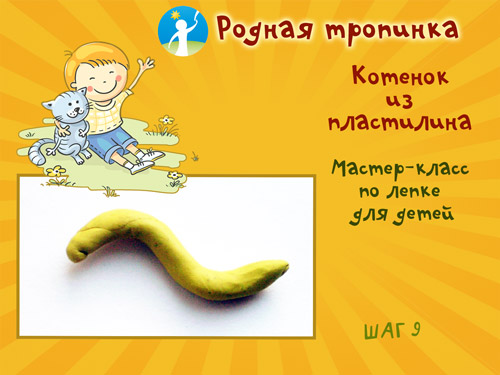 Родная тропинка
Котенок
из
пластилина
Мастер-класс
по лепке
для детей
ШАГ 9